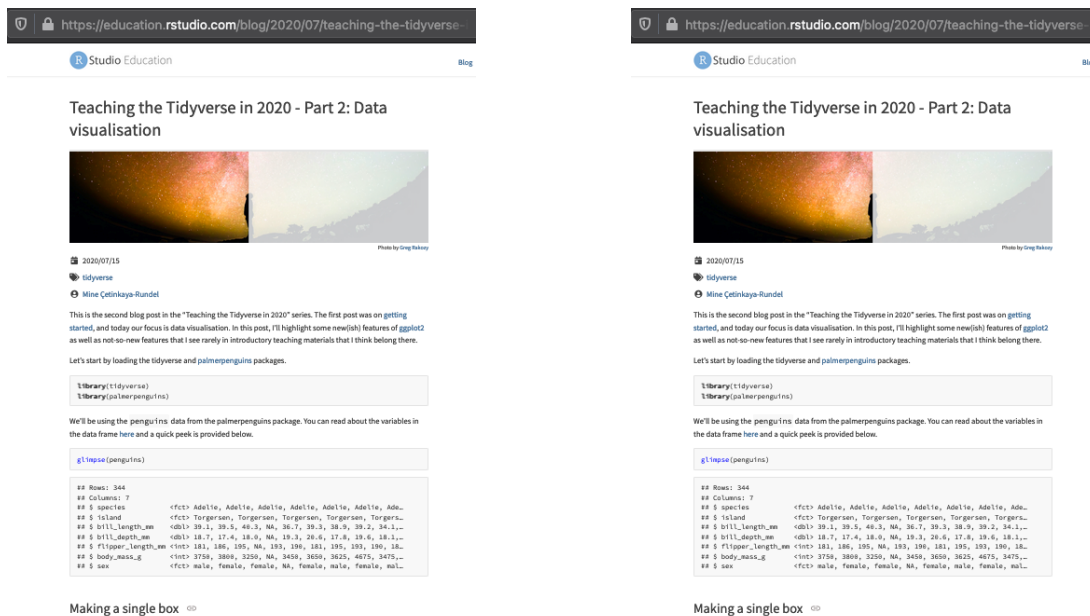 https://education.rstudio.com/blog/2020/07/teaching-the-tidyverse-
R Studio Education
Blog
Teaching the Tidyverse in 2020 - Part 2: Data
visualisation
Photo by Greg Rakozy
2020/07/15
tidyverse
Mine Çetinkaya-Rundel
This is the second blog post in the "Teaching the Tidyverse in 2020" series. The first post was on getting
started, and today our focus is data visualisation. In this post, I'll highlight some new(ish) features of ggplot2
as well as not-so-new features that I see rarely in introductory teaching materials that I think belong there.
Let's start by loading the tidyverse and palmerpenguins packages.
library(tidyverse)
library(palmerpenguins)
We'll be using the penguins data from the palmerpenguins package. You can read about the variables in
the data frame here and a quick peek is provided below.
glimpse(penguins)
## Rows: 344
## Columns: 7
## $ species <fct> Adelie, Adelie, Adelie, Adelie, Adelie, Adelie, Ade…
## $ island <fct> Torgersen, Torgersen, Torgersen, Torgersen, Torgers…
## $ bill_length_mm <dbl> 39.1, 39.5, 40.3, NA, 36.7, 39.3, 38.9, 39.2, 34.1,…
## $ bill_depth_mm <dbl> 18.7, 17.4, 18.0, NA, 19.3, 20.6, 17.8, 19.6, 18.1,…
## $ flipper_length_mm <int> 181, 186, 195, NA, 193, 190, 181, 195, 193, 190, 18…
## $ body_mass_g <int> 3750, 3800, 3250, NA, 3450, 3650, 3625, 4675, 3475,…
## $ sex <fct> male, female, female, NA, female, male, female, mal…
Making a single box
https://education.rstudio.com/blog/2020/07/teaching-the-tidyverse-
R Studio Education
Blo
Teaching the Tidyverse in 2020 - Part 2: Data
visualisation
Photo by Greg Rakozy
2020/07/15
tidyverse
Mine Çetinkaya-Rundel
This is the second blog post in the "Teaching the Tidyverse in 2020" series. The first post was on getting
started, and today our focus is data visualisation. In this post, I'll highlight some new(ish) features of ggplot2
as well as not-so-new features that I see rarely in introductory teaching materials that I think belong there.
Let's start by loading the tidyverse and palmerpenguins packages.
library(tidyverse)
library(palmerpenguins)
We'll be using the penguins data from the palmerpenguins package. You can read about the variables in
the data frame here and a quick peek is provided below.
glimpse(penguins)
## Rows: 344
## Columns: 7
## $ species <fct> Adelie, Adelie, Adelie, Adelie, Adelie, Adelie, Ade…
## $ island <fct> Torgersen, Torgersen, Torgersen, Torgersen, Torgers…
## $ bill_length_mm <dbl> 39.1, 39.5, 40.3, NA, 36.7, 39.3, 38.9, 39.2, 34.1,…
## $ bill_depth_mm <dbl> 18.7, 17.4, 18.0, NA, 19.3, 20.6, 17.8, 19.6, 18.1,…
## $ flipper_length_mm <int> 181, 186, 195, NA, 193, 190, 181, 195, 193, 190, 18…
## $ body_mass_g <int> 3750, 3800, 3250, NA, 3450, 3650, 3625, 4675, 3475,…
## $ sex <fct> male, female, female, NA, female, male, female, mal…
Making a single box